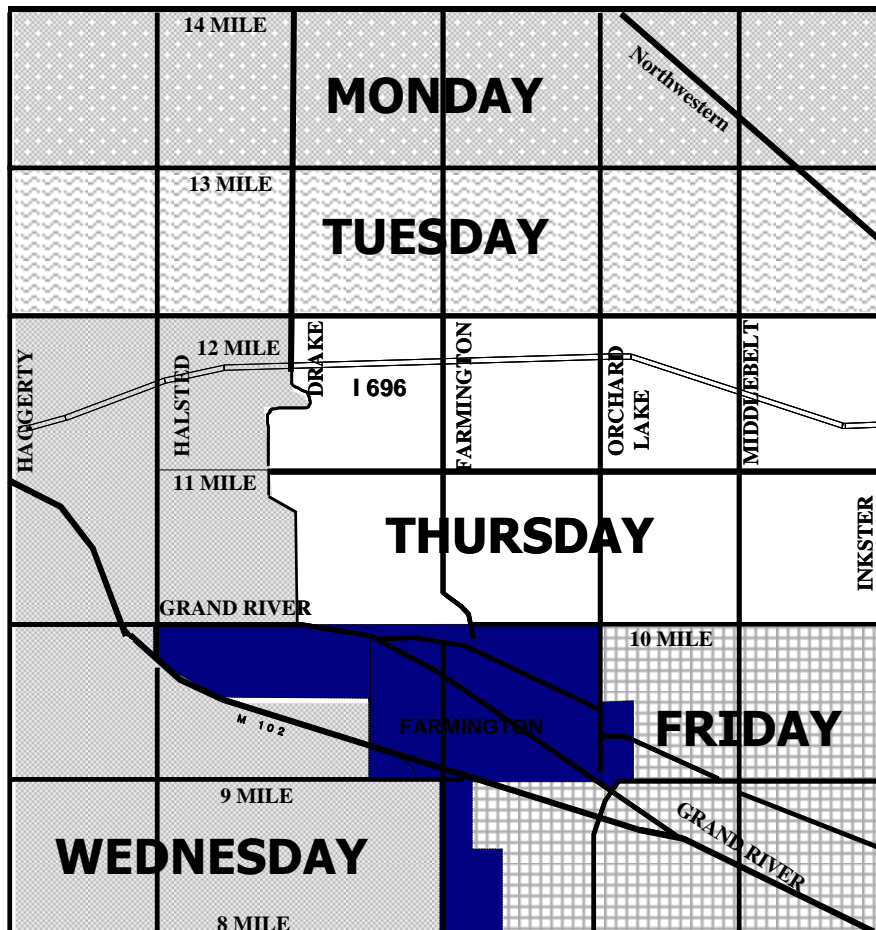 14 MILE
Northwestern
MONDAY
13 MILE
TUESDAY
12 MILE
HAGGERTY
HALSTED
DRAKE
I 696
FARMINGTON
ORCHARD
LAKE
MIDDLEBELT
11 MILE
THURSDAY
INKSTER
GRAND RIVER
10 MILE
M 102
FARMINGTON
FRIDAY
9 MILE
GRAND RIVER
WEDNESDAY
8 MILE